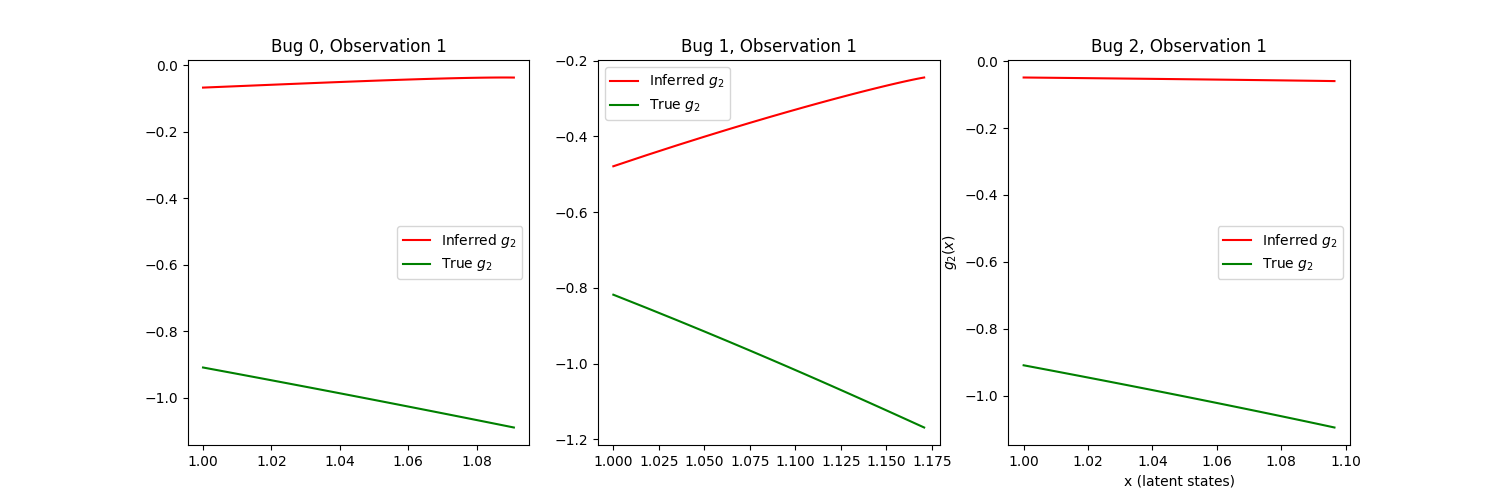 Bug 0, Observation 1
0.0
−0.2
−0.4
−0.6
−0.8
−1.0
Inferred g₂
True g₂
1.00 1.02 1.04 1.06 1.08
Bug 1, Observation 1
−0.2
−0.4
−0.6
−0.8
−1.0
−1.2
Inferred g₂
True g₂
1.000 1.025 1.050 1.075 1.100 1.125 1.150 1.175
Bug 2, Observation 1
g₂(x)
0.0
−0.2
−0.4
−0.6
−0.8
−1.0
Inferred g₂
True g₂
1.00 1.02 1.04 1.06 1.08 1.10
x (latent states)